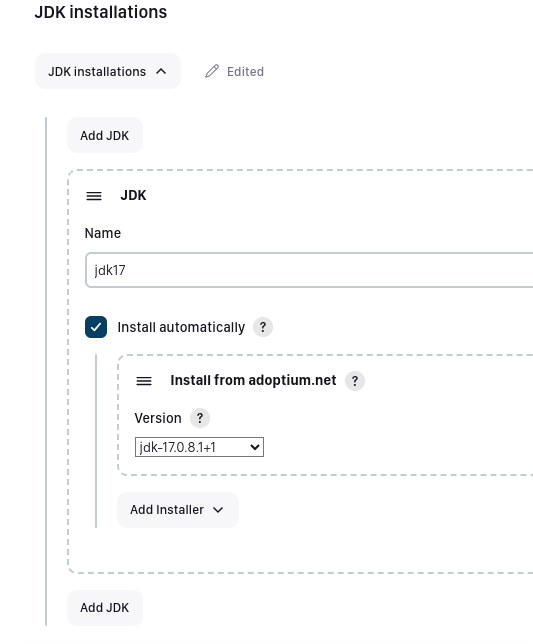 JDK installations
JDK installations
Edited
Add JDK
JDK
Name
jdk17
Install automatically ?
Install from adoptium.net ?
Version ?
jdk-17.0.8.1+1
Add Installer
Add JDK